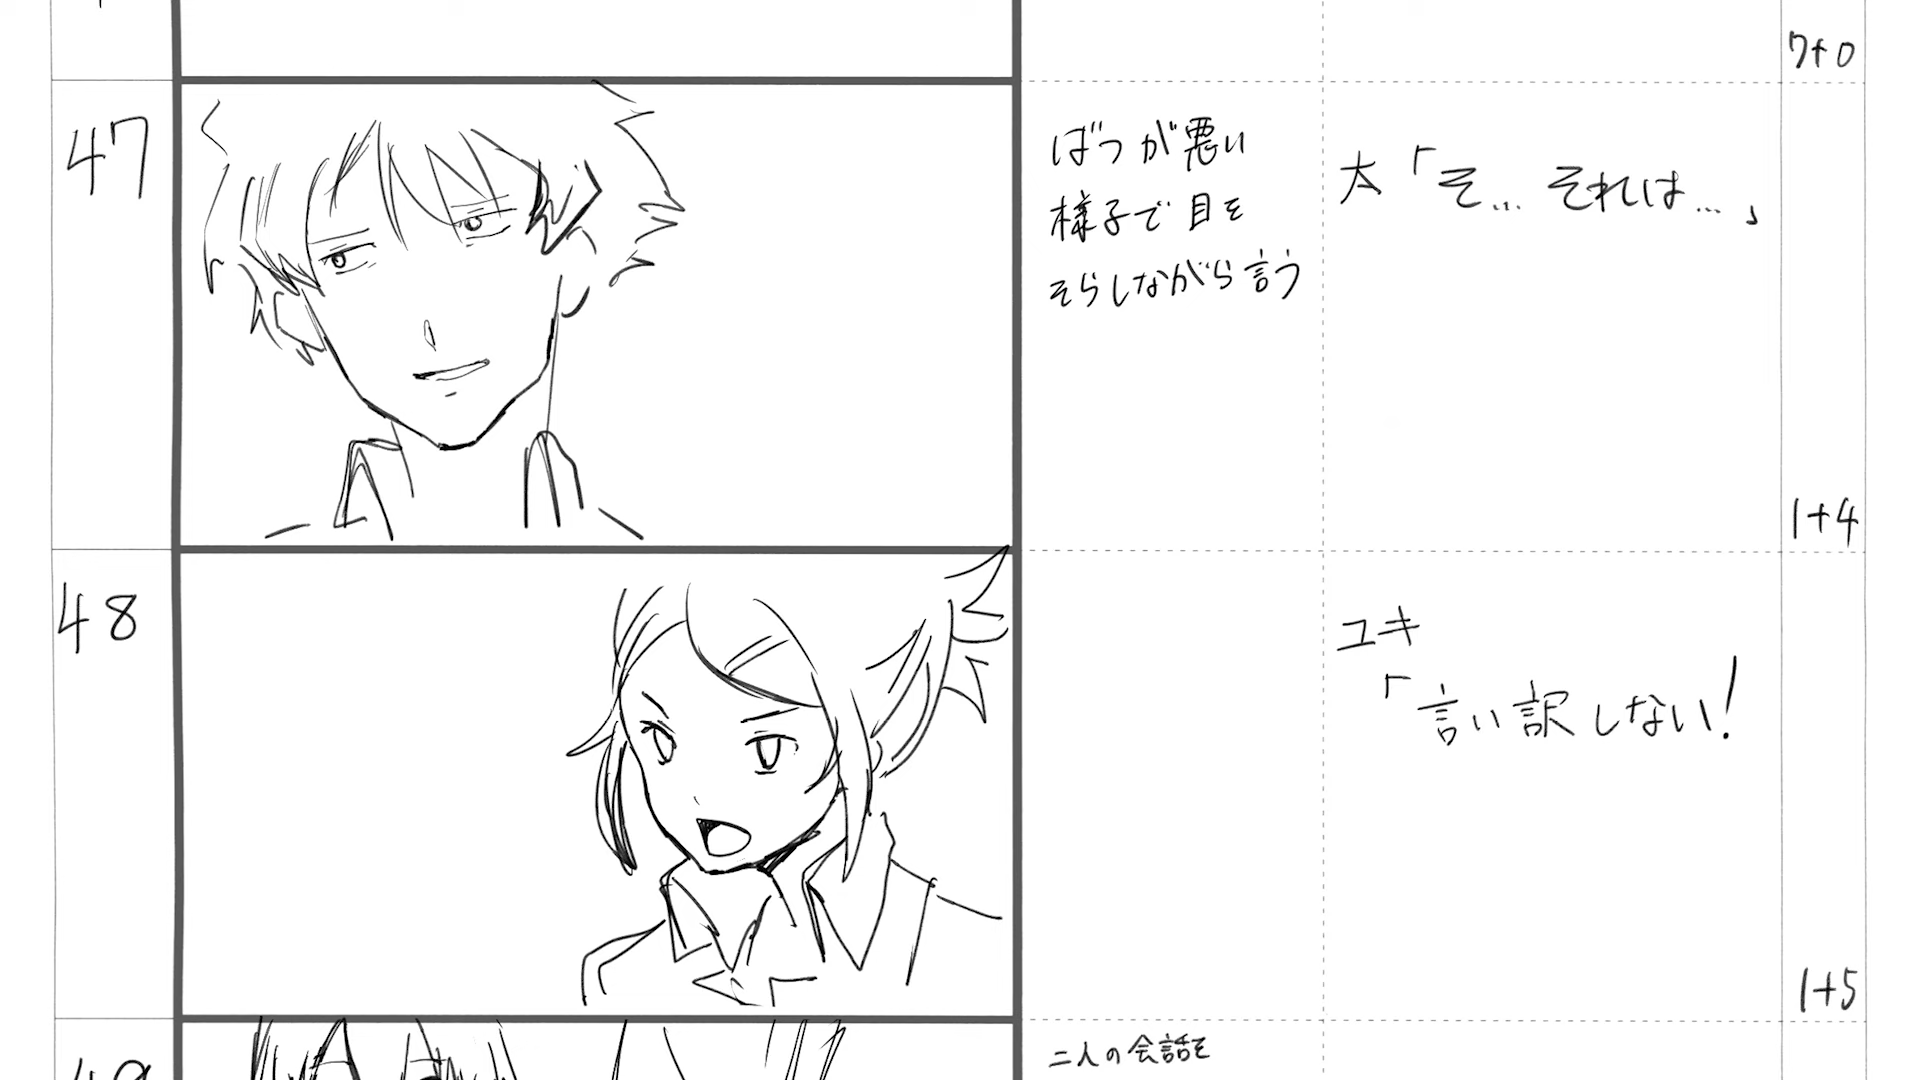 7+0
47
ばつが悪い
様子で目を
そらしながら言う
太「そ… それは…」
1+4
48
ユキ
「言い訳しない!
1+5
49
二人の会話を